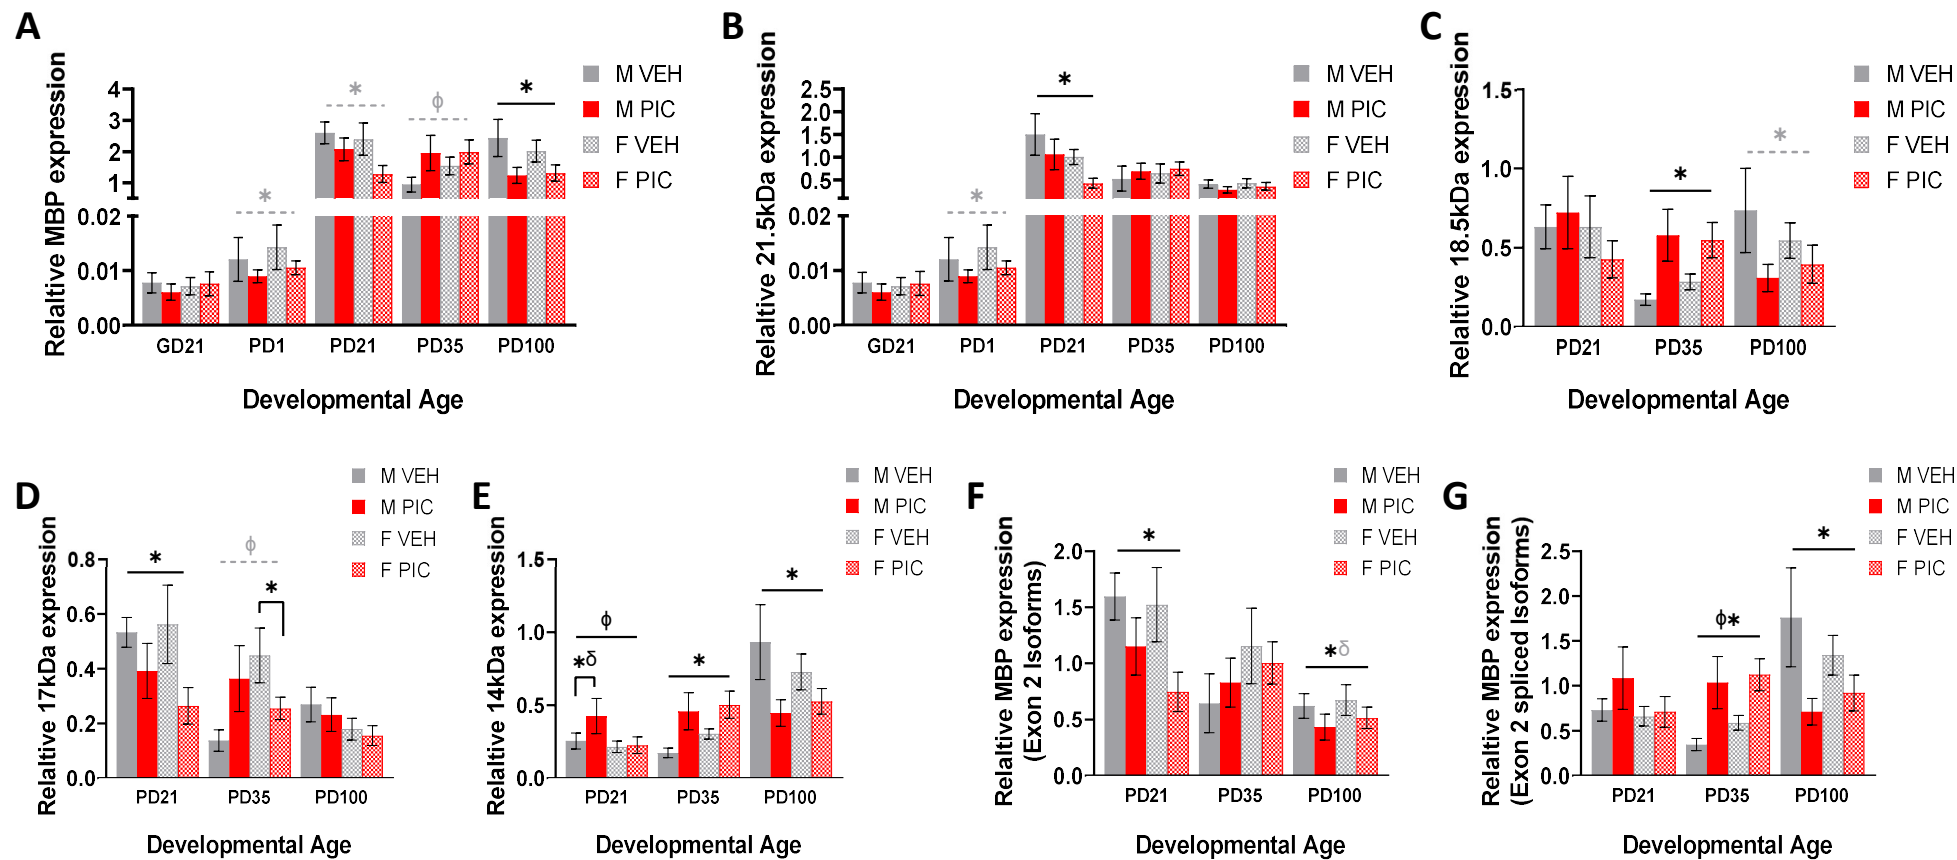 A
Relaltive MBP expression
4
3
2
1
0.02
0.01
0.00
* * ϕ *
GD21 PD1 PD21 PD35 PD100
Developmental Age
M VEH
M PIC
F VEH
F PIC
B
Relaltive 21.5kDa expression
2.5
2.0
1.5
1.0
0.5
0.02
0.01
0.00
* *
GD21 PD1 PD21 PD35 PD100
Developmental Age
M VEH
M PIC
F VEH
F PIC
C
Relaltive 18.5kDa expression
1.5
1.0
0.5
0.0
* *
PD21 PD35 PD100
Developmental Age
M VEH
M PIC
F VEH
F PIC
D
Relaltive 17kDa expression
0.8
0.6
0.4
0.2
0.0
* ϕ *
PD21 PD35 PD100
Developmental Age
M VEH
M PIC
F VEH
F PIC
E
Relaltive 14kDa expression
1.5
1.0
0.5
0.0
ϕ
*δ * *
PD21 PD35 PD100
Developmental Age
M VEH
M PIC
F VEH
F PIC
F
Relaltive MBP expression
(Exon 2 Isoforms)
2.0
1.5
1.0
0.5
0.0
* *δ
PD21 PD35 PD100
Developmental Age
M VEH
M PIC
F VEH
F PIC
G
Relaltive MBP expression
(Exon 2 spliced Isoforms)
2.5
2.0
1.5
1.0
0.5
0.0
ϕ* *
PD21 PD35 PD100
Developmental Age
M VEH
M PIC
F VEH
F PIC